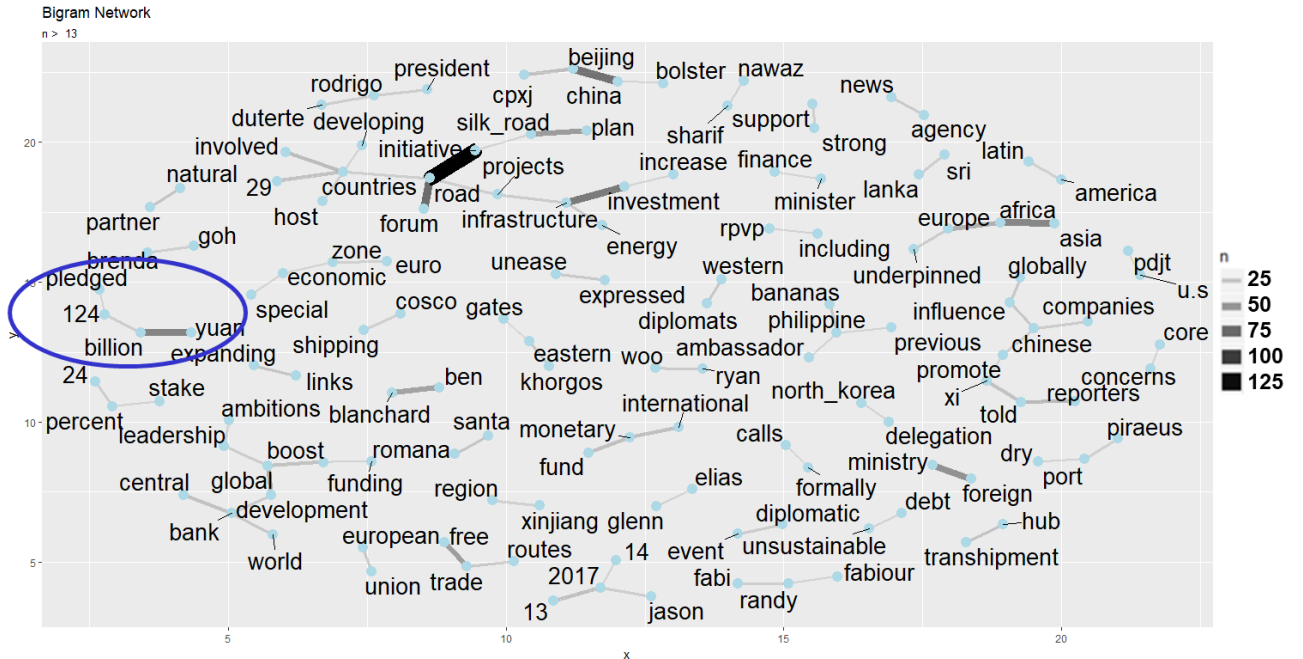 Bigram Network
n > 13
beijing
president
bolster
nawaz
rodrigo
news
cpxj
china
duterte
developing
silk_road
plan
sharif
support
agency
strong
involved
initiative
latin
natural
projects
increase
finance
sri
29
countries
road
lanka
america
host
forum
infrastructure
investment
minister
partner
europe
africa
goh
rpvp
asia
zone
energy
including
brenda
economic
euro
unease
western
underpinned
globally
pdjt
pledged
u.s
special
cosco
gates
expressed
bananas
influence
companies
124
yuan
diplomats
philippine
core
billion
expanding
shipping
eastern
woo
ambassador
previous
chinese
24
stake
links
ben
khorgos
ryan
promote
concerns
xi
north_korea
reporters
percent
ambitions
blanchard
international
told
santa
piraeus
leadership
boost
romana
monetary
calls
delegation
dry
fund
ministry
port
central
global
funding
region
elias
formally
foreign
development
debt
bank
xinjiang
glenn
diplomatic
hub
european
free
routes
event
unsustainable
transhipment
world
14
union
trade
2017
fabi
fabiour
13
jason
randy
20
15
10
5
y
5
10
15
20
x
n
25
50
75
100
125